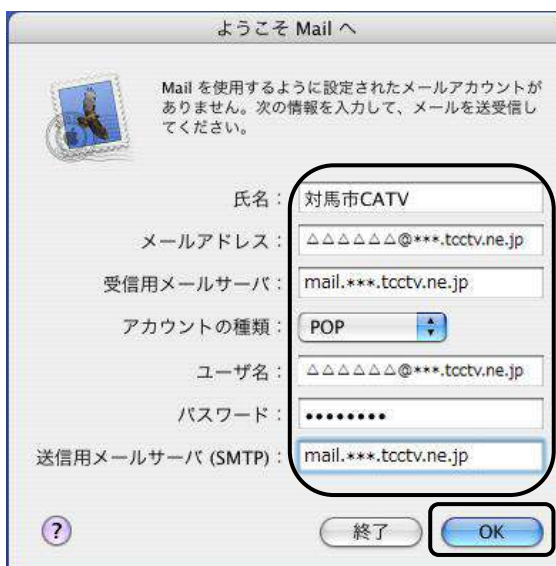 ようこそ Mail へ
Mail を使用するように設定されたメールアカウントが
ありません。次の情報を入力して、メールを送受信し
てください。
氏名： 対馬市CATV
メールアドレス： △△△△△△@***.tcctv.ne.jp
受信用メールサーバ： mail.***.tcctv.ne.jp
アカウントの種類： POP
ユーザ名： △△△△△△@***.tcctv.ne.jp
パスワード： ••••••••
送信用メールサーバ (SMTP)： mail.***.tcctv.ne.jp
? 終了 OK